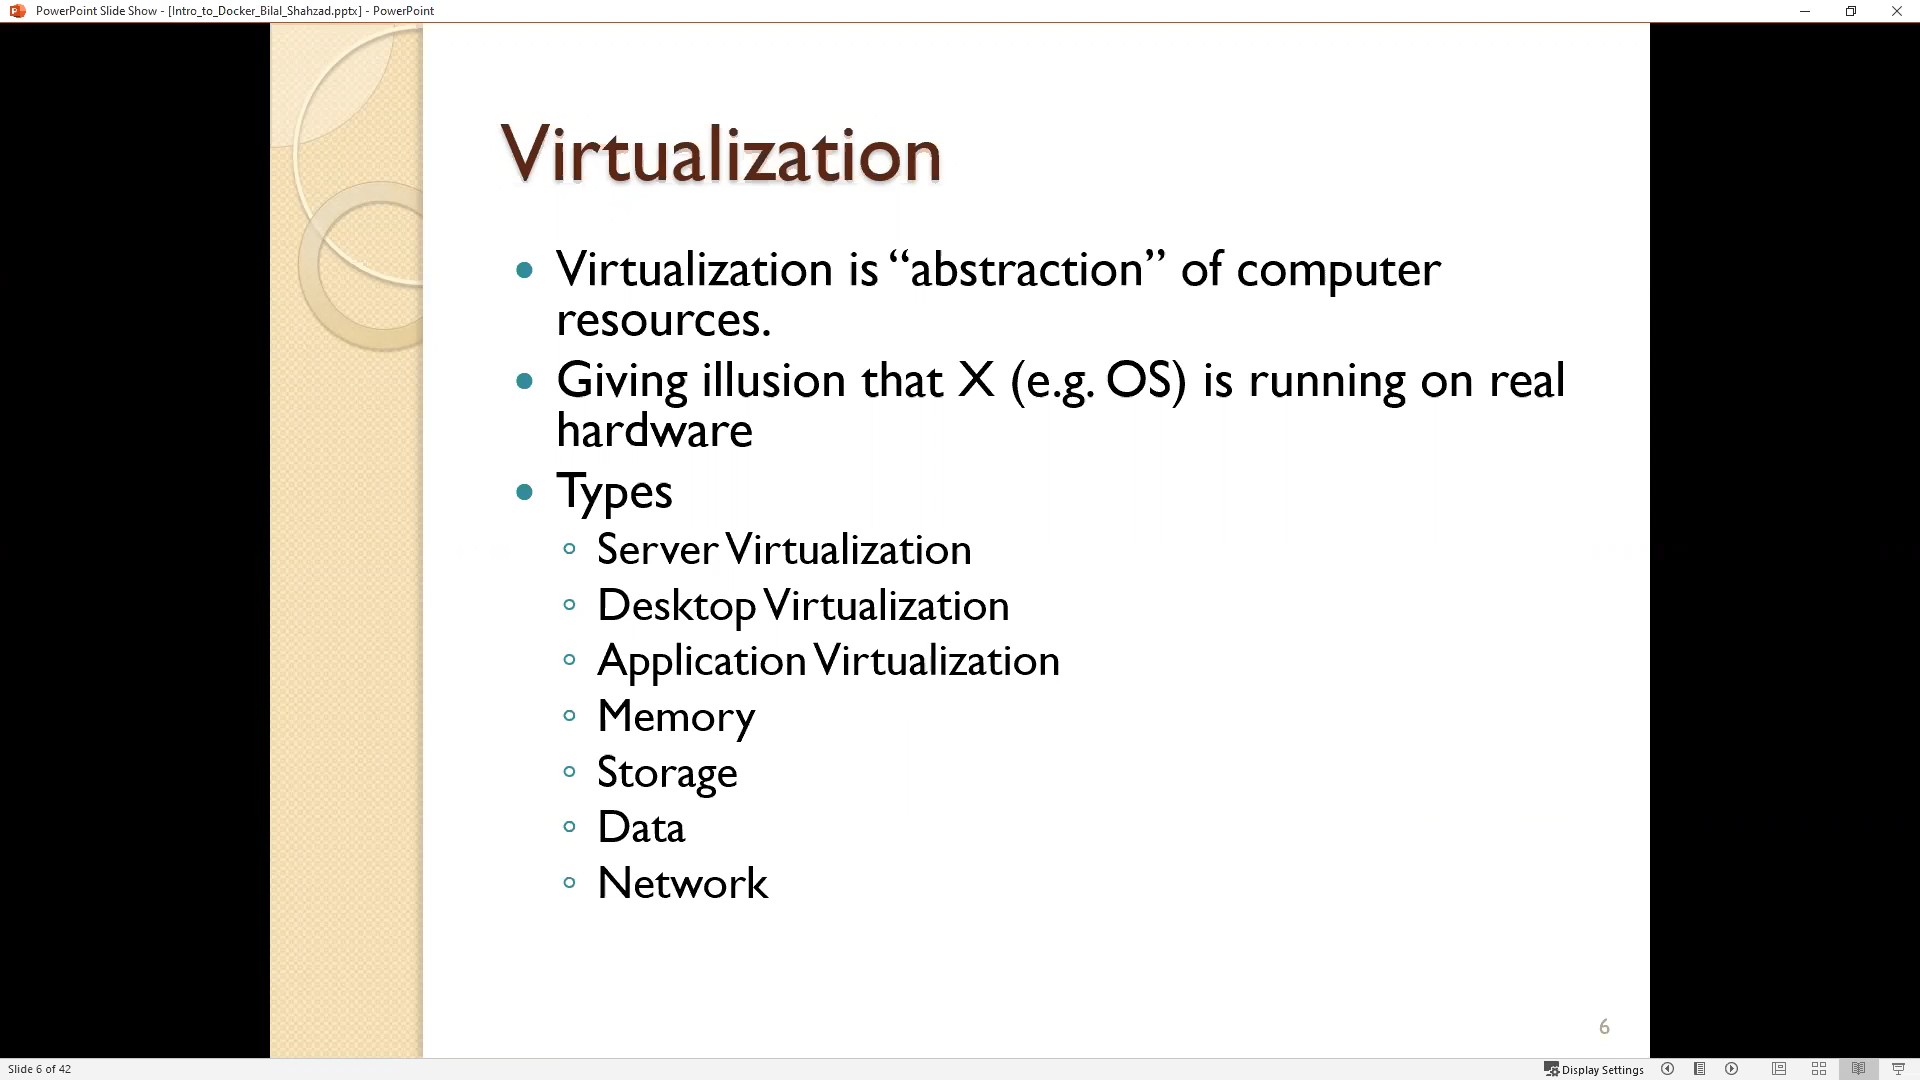 PowerPoint Slide Show - [Intro_to_Docker_Bilal_Shahzad.pptx] - PowerPoint
Virtualization
Virtualization is “abstraction” of computer
resources.
Giving illusion that X (e.g. OS) is running on real
hardware
Types
Server Virtualization
Desktop Virtualization
Application Virtualization
Memory
Storage
Data
Network
6
Slide 6 of 42
Display Settings